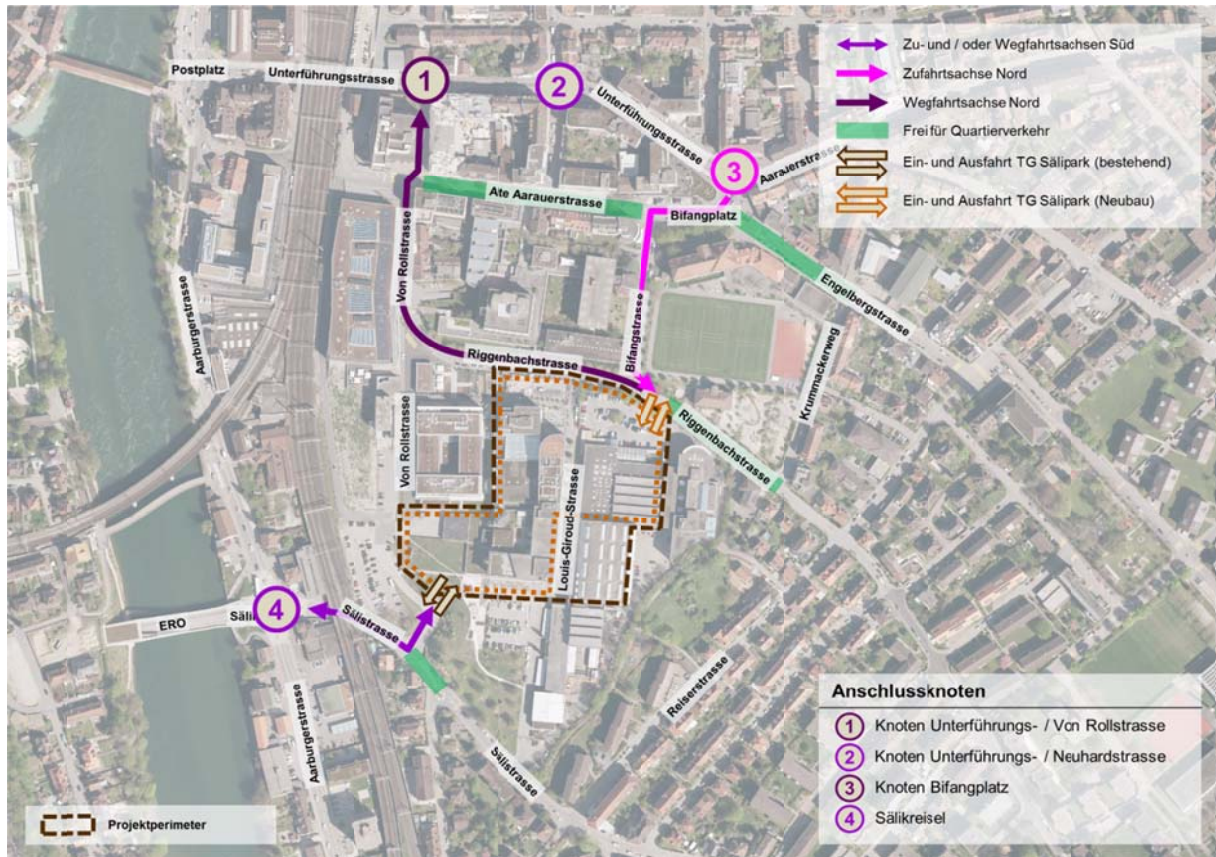 Zu- und / oder Wegfahrtsachsen Süd
Zufahrtsachse Nord
Wegfahrtsachse Nord
Frei für Quartierverkehr
Ein- und Ausfahrt TG Sälipark (bestehend)
Ein- und Ausfahrt TG Sälipark (Neubau)
Postplatz
Unterführungsstrasse
1
2
Unterführungsstrasse
3
Aarauerstrasse
Ate Aarauerstrasse
Bifangplatz
Von Rollstrasse
Engelbergstrasse
Aarburgerstrasse
Bifangstrasse
Krummackerweg
Riggenbachstrasse
Riggenbachstrasse
Von Rollstrasse
Louis-Giroud-Strasse
ERO
Säli
4
Sälistrasse
Reiserstrasse
Aarburgerstrasse
Sälistrasse
Anschlussknoten
1 Knoten Unterführungs- / Von Rollstrasse
2 Knoten Unterführungs- / Neuhardstrasse
3 Knoten Bifangplatz
4 Sälikreisel
Projektperimeter